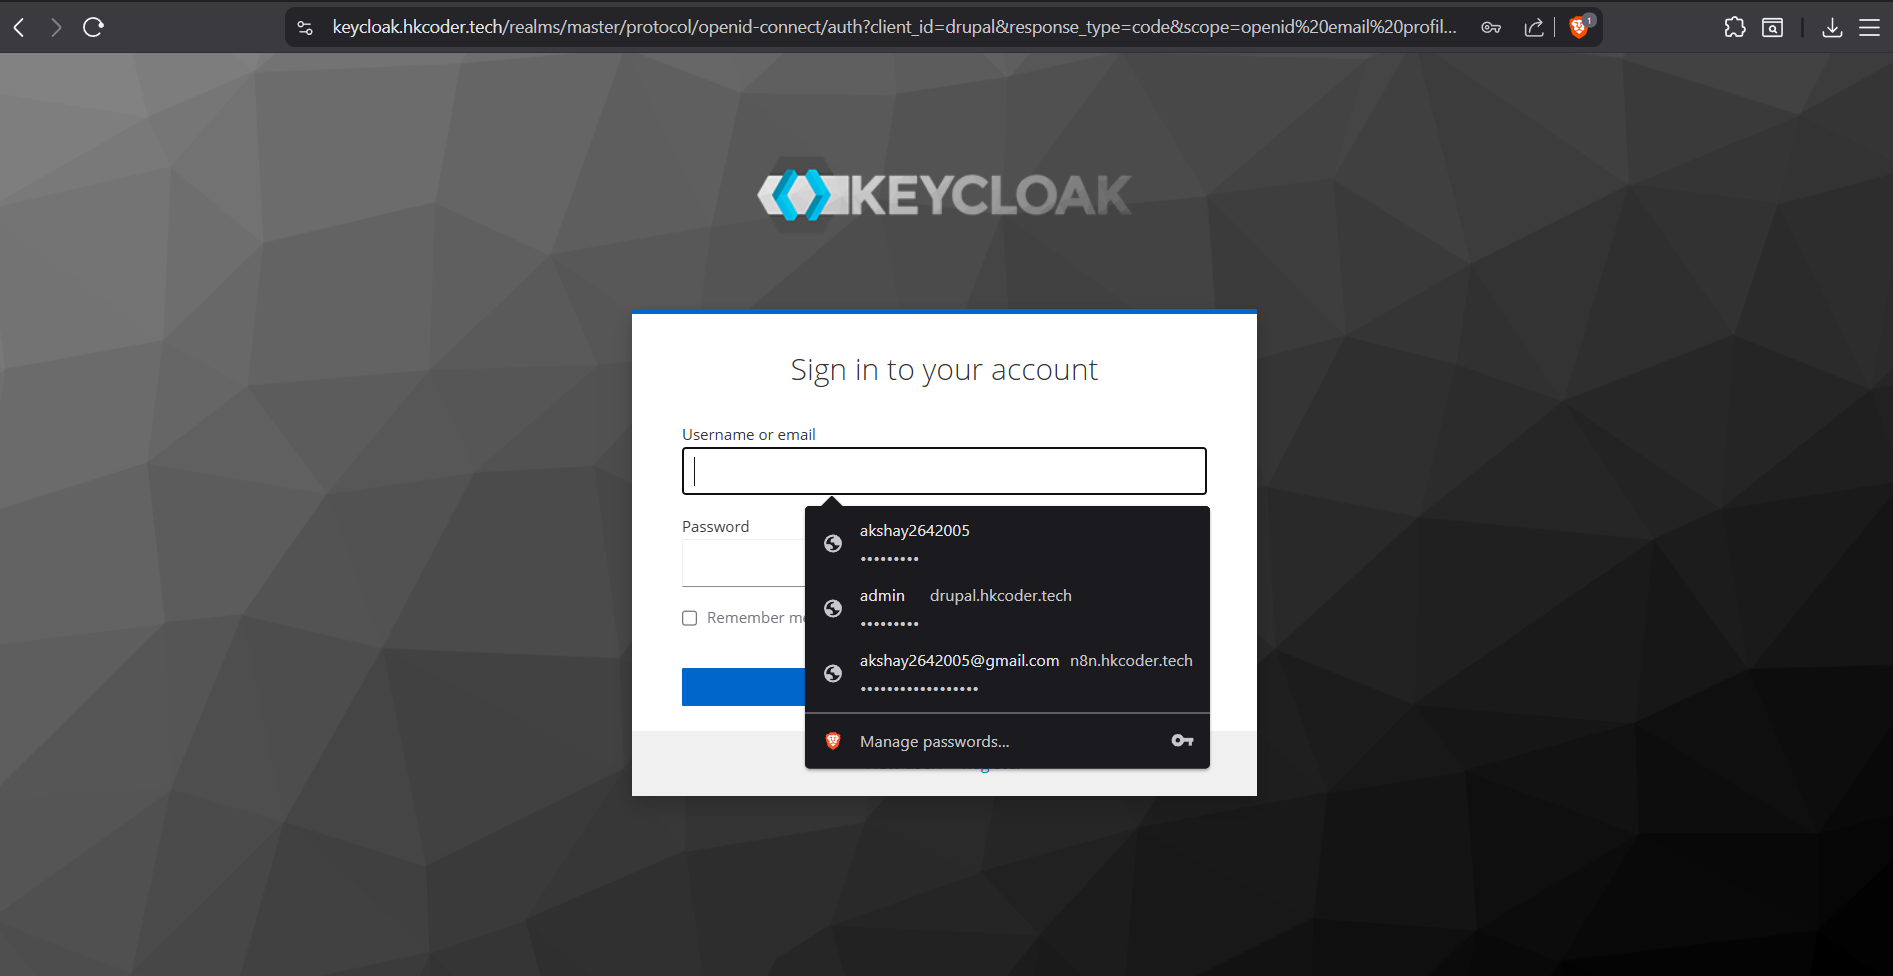 keycloak.hkcoder.tech/realms/master/protocol/openid-connect/auth?client_id=drupal&response_type=code&scope=openid%20email%20profil...
1
KEYCLOAK
Sign in to your account
Username or email
Password
akshay2642005
•••••••••
admin drupal.hkcoder.tech
•••••••••
Remember me
akshay2642005@gmail.com n8n.hkcoder.tech
••••••••••••••••••
Manage passwords...